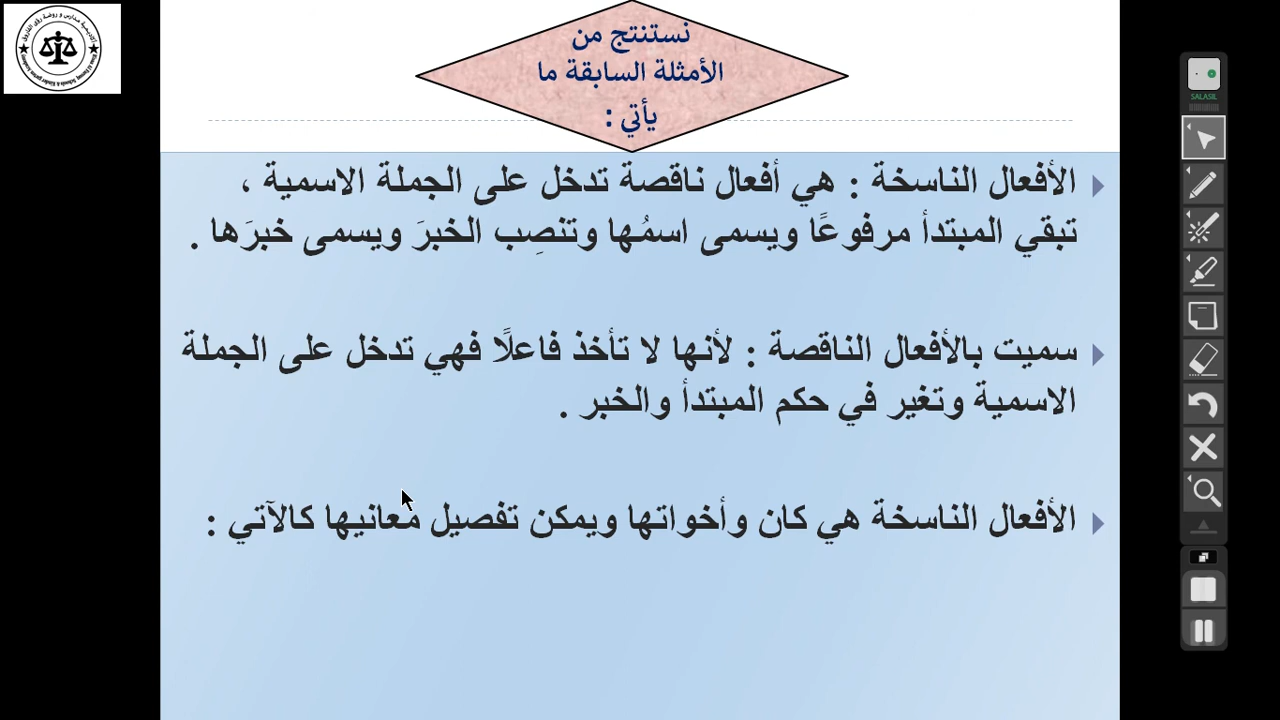 نستنتج من
الأمثلة السابقة ما
يأتي :
الأفعال الناسخة : هي أفعال ناقصة تدخل على الجملة الاسمية ،
تبقي المبتدأ مرفوعًا ويسمى اسمُها وتنصِب الخبرَ ويسمى خبرَها .
سميت بالأفعال الناقصة : لأنها لا تأخذ فاعلًا فهي تدخل على الجملة
الاسمية وتغير في حكم المبتدأ والخبر .
الأفعال الناسخة هي كان وأخواتها ويمكن تفصيل معانيها كالآتي :
SALASIL